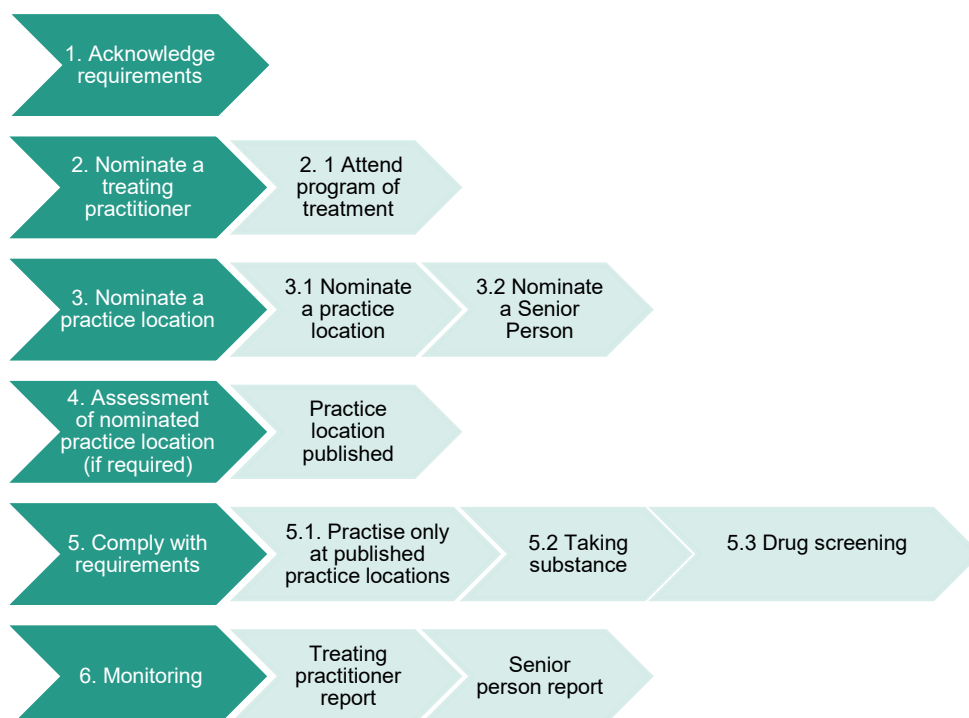 1. Acknowledge
requirements
2. Nominate a
treating
practitioner
2. 1 Attend
program of
treatment
3. Nominate a
practice location
3.1 Nominate
a practice
location
3.2 Nominate
a Senior
Person
4. Assessment
of nominated
practice location
(if required)
Practice
location
published
5. Comply with
requirements
5.1. Practise only
at published
practice locations
5.2 Taking
substance
5.3 Drug screening
6. Monitoring
Treating
practitioner
report
Senior
person report